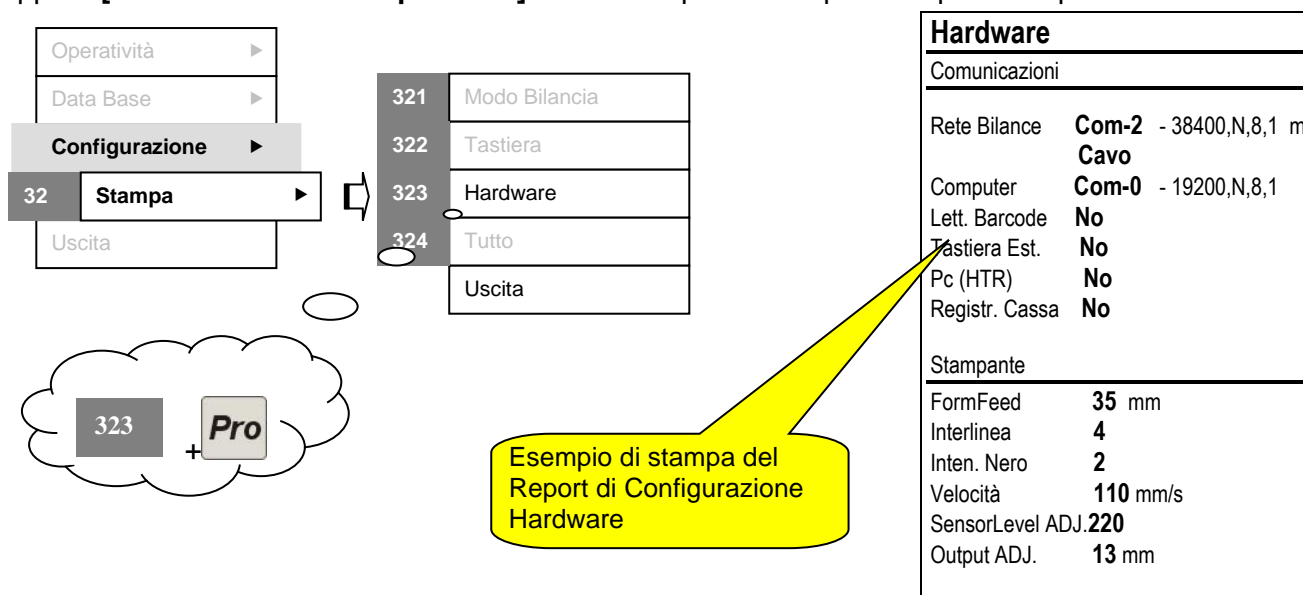 Operatività
Data Base
Configurazione
32 Stampa
Uscita
321 Modo Bilancia
322 Tastiera
323 Hardware
324 Tutto
Uscita
323 + Pro
Esempio di stampa del
Report di Configurazione
Hardware
Hardware
Comunicazioni
Rete Bilance Com-2 - 38400,N,8,1 m
Cavo
Computer Com-0 - 19200,N,8,1
Lett. Barcode No
Tastiera Est. No
Pc (HTR) No
Registr. Cassa No
Stampante
FormFeed 35 mm
Interlinea 4
Inten. Nero 2
Velocità 110 mm/s
SensorLevel ADJ.220
Output ADJ. 13 mm